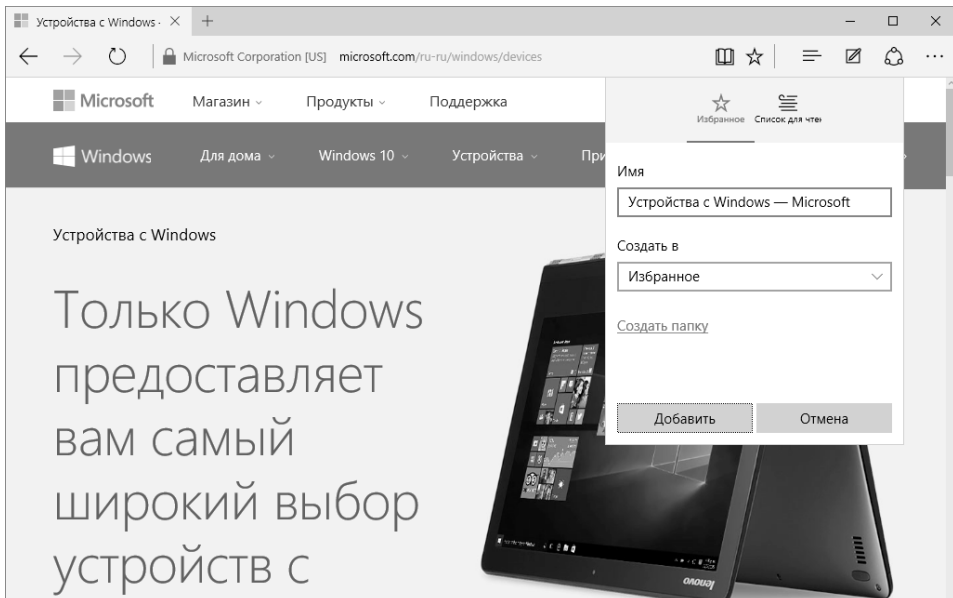 Устройства с Windows ·
Microsoft Corporation [US] microsoft.com/ru-ru/windows/devices
Microsoft Магазин Продукты Поддержка
Windows Для дома Windows 10 Устройства При
Избранное Список для чтен
Имя
Устройства с Windows — Microsoft
Создать в
Избранное
Создать папку
Добавить Отмена
Устройства с Windows
Только Windows
предоставляет
вам самый
широкий выбор
устройств с
lenovo